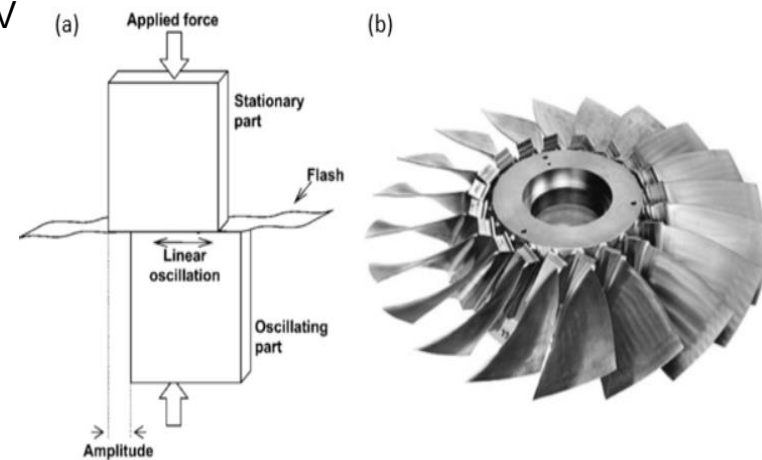 V
(a)
Applied force
(b)
Stationary
part
Flash
Linear
oscillation
Oscillating
part
Amplitude